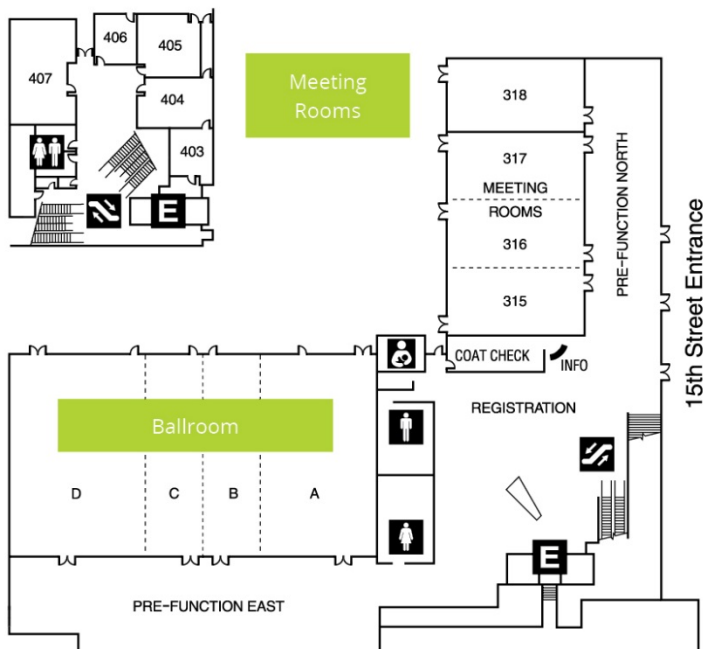 406
405
407
404
403
E
Meeting
Rooms
318
317
MEETING
ROOMS
316
315
PRE-FUNCTION NORTH
15th Street Entrance
COAT CHECK
INFO
REGISTRATION
Ballroom
D
C
B
A
E
PRE-FUNCTION EAST